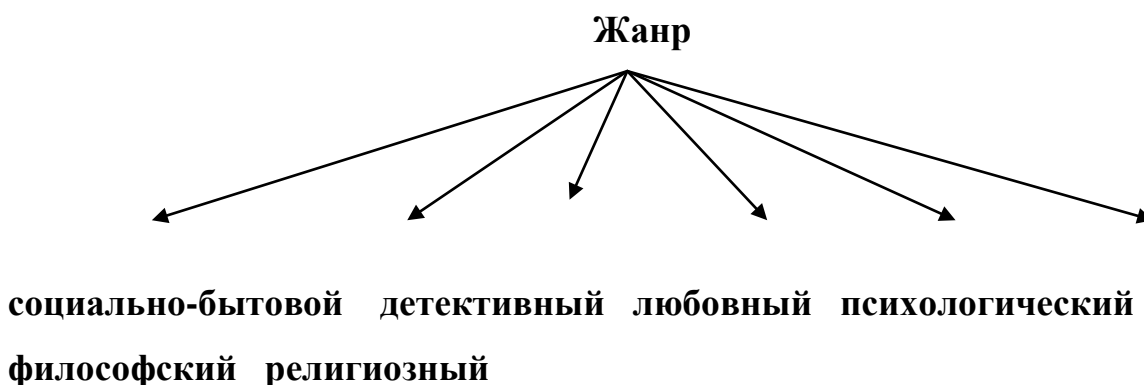 Жанр
социально-бытовой детективный любовный психологический
философский религиозный